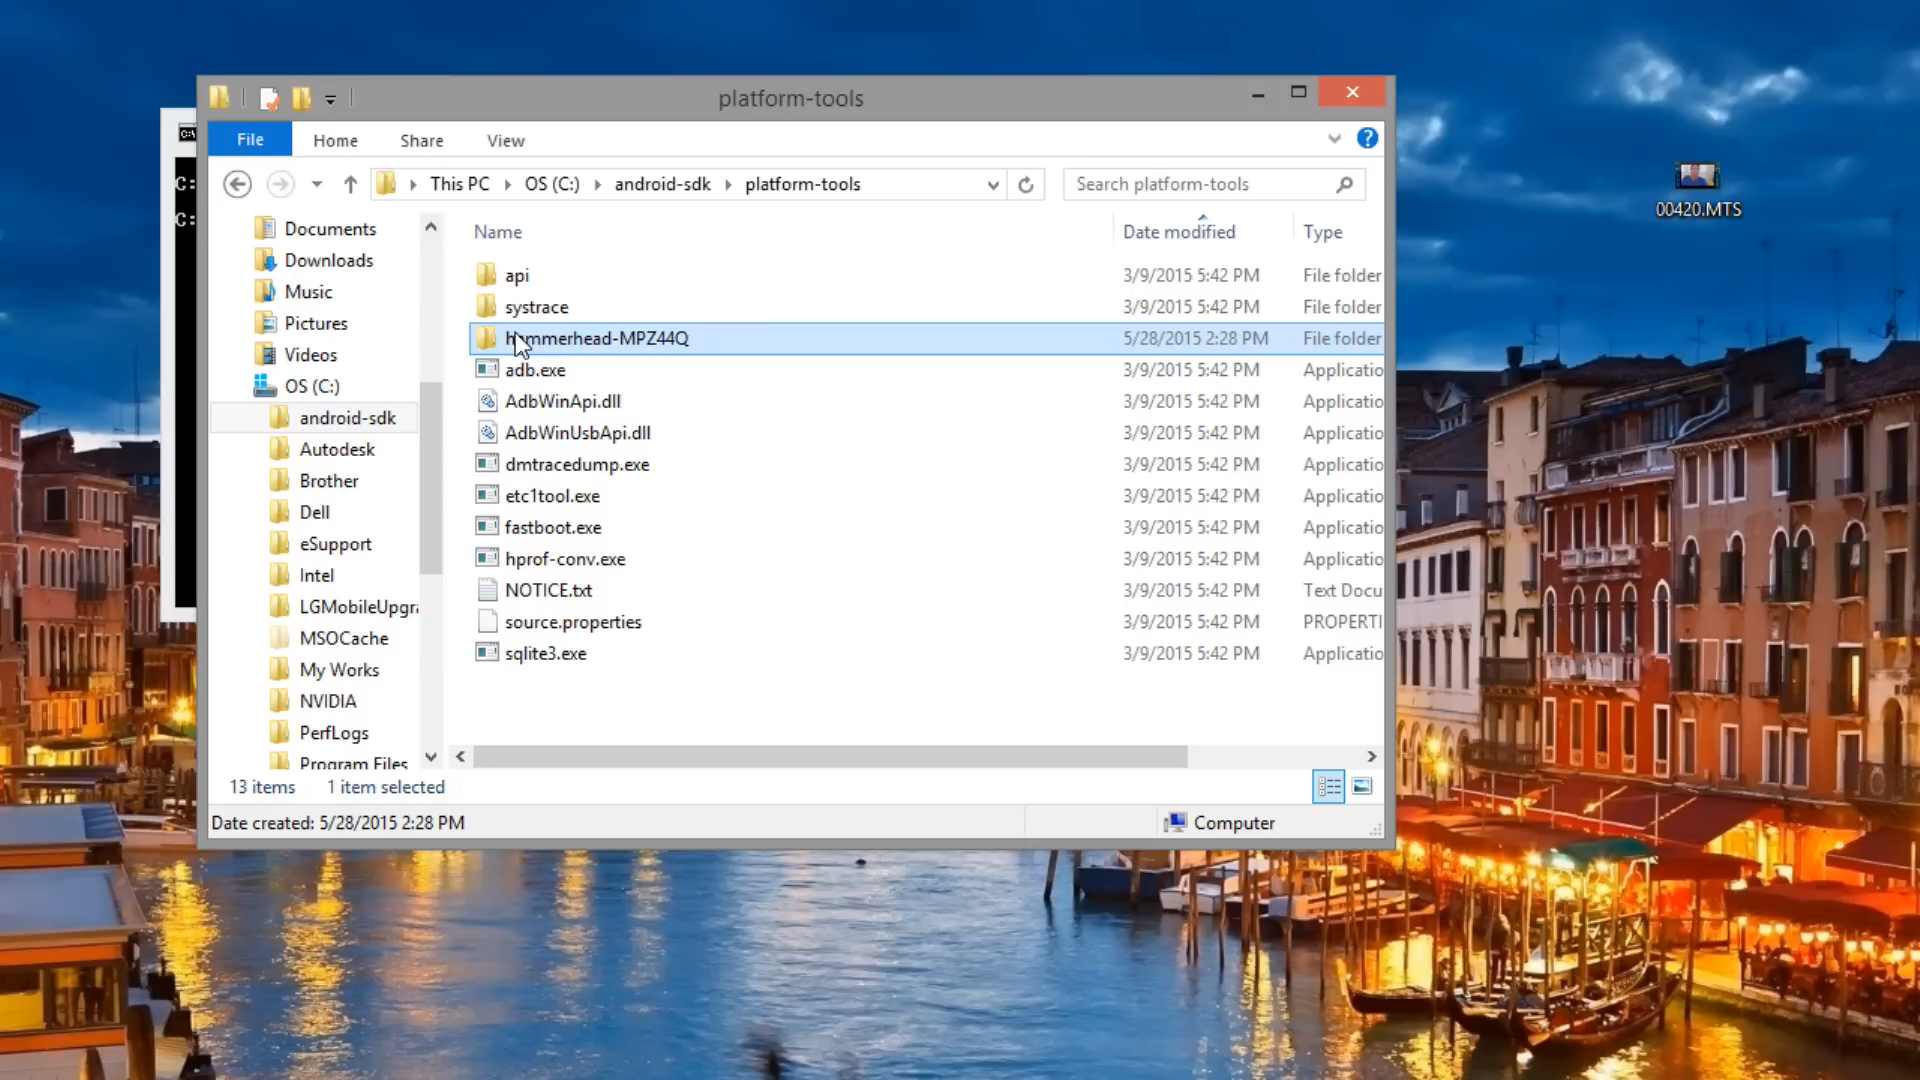 platform-tools
File Home Share View
This PC OS (C:) android-sdk platform-tools Search platform-tools
00420.MTS
C:
C:
Documents
Downloads
Music
Pictures
Videos
OS (C:)
android-sdk
Autodesk
Brother
Dell
eSupport
Intel
LGMobileUpgra
MSOCache
My Works
NVIDIA
PerfLogs
Program Files
Name Date modified Type
api 3/9/2015 5:42 PM File folder
systrace 3/9/2015 5:42 PM File folder
hammerhead-MPZ44Q 5/28/2015 2:28 PM File folder
adb.exe 3/9/2015 5:42 PM Applicatio
AdbWinApi.dll 3/9/2015 5:42 PM Applicatio
AdbWinUsbApi.dll 3/9/2015 5:42 PM Applicatio
dmtracedump.exe 3/9/2015 5:42 PM Applicatio
etc1tool.exe 3/9/2015 5:42 PM Applicatio
fastboot.exe 3/9/2015 5:42 PM Applicatio
hprof-conv.exe 3/9/2015 5:42 PM Applicatio
NOTICE.txt 3/9/2015 5:42 PM Text Docu
source.properties 3/9/2015 5:42 PM PROPERTI
sqlite3.exe 3/9/2015 5:42 PM Applicatio
13 items 1 item selected
Date created: 5/28/2015 2:28 PM Computer